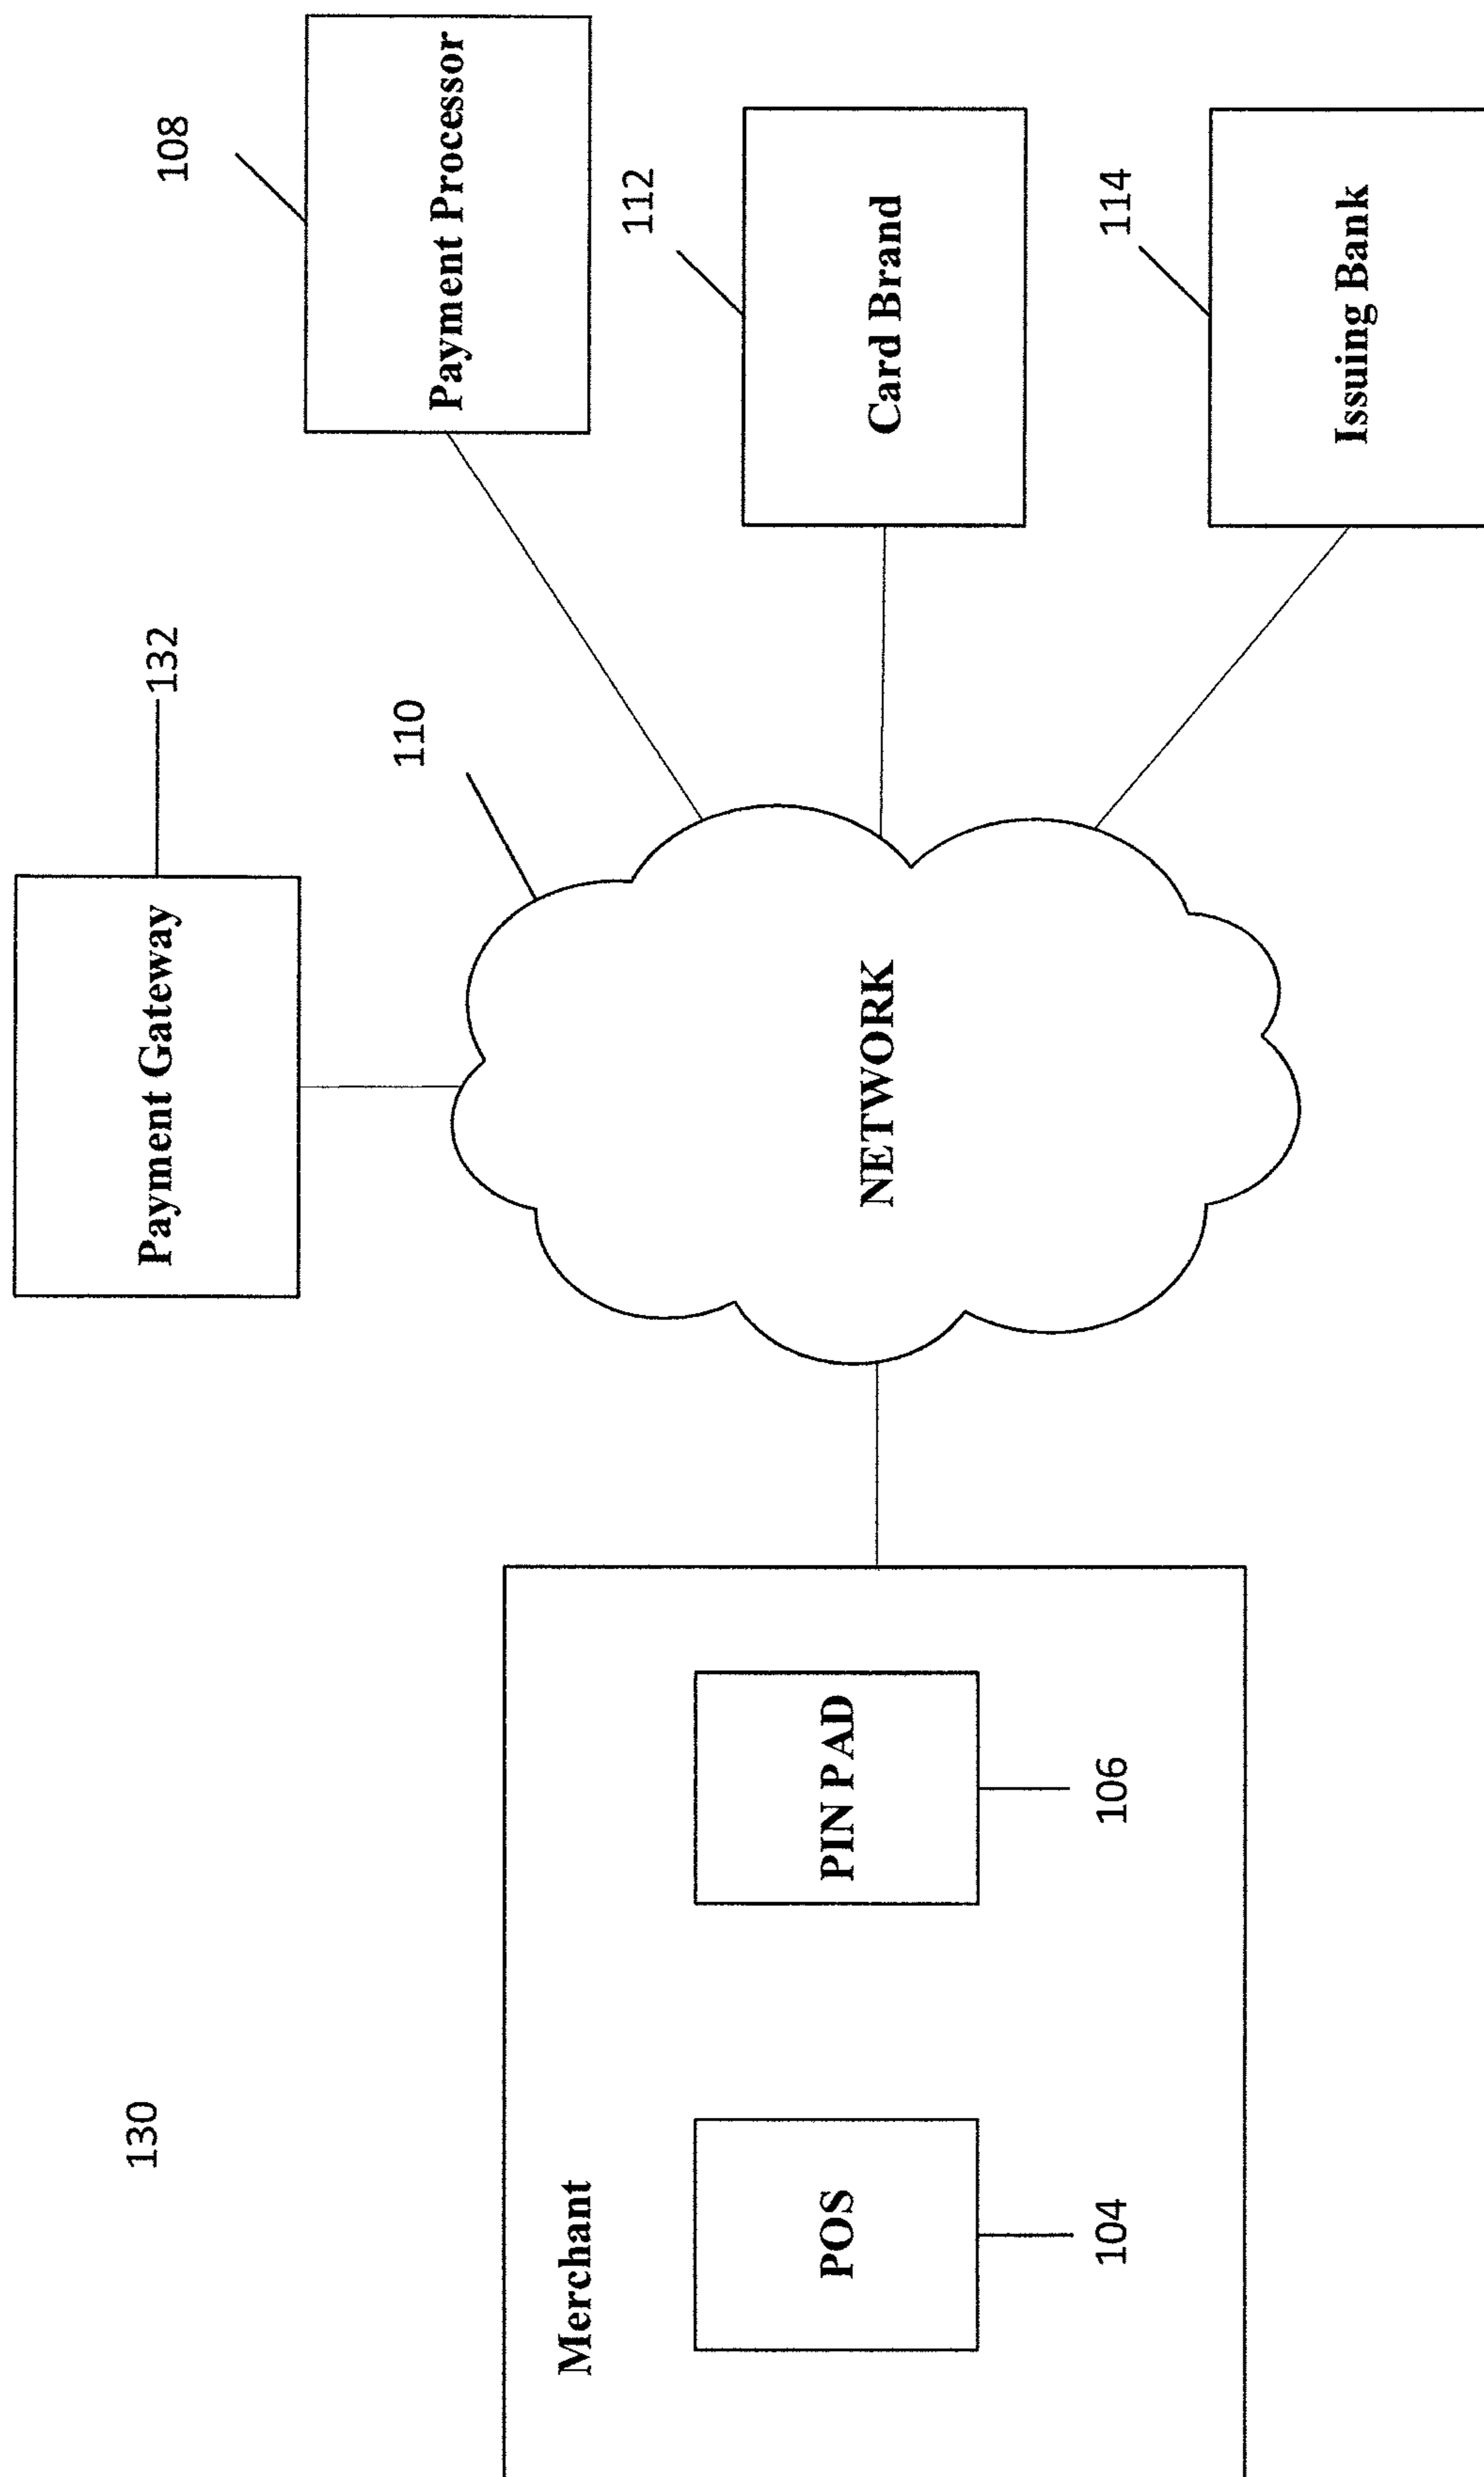 130
Payment Gateway
132
108
Payment Processor
110
112
Card Brand
NETWORK
114
Issuing Bank
Merchant
POS
104
PIN PAD
106